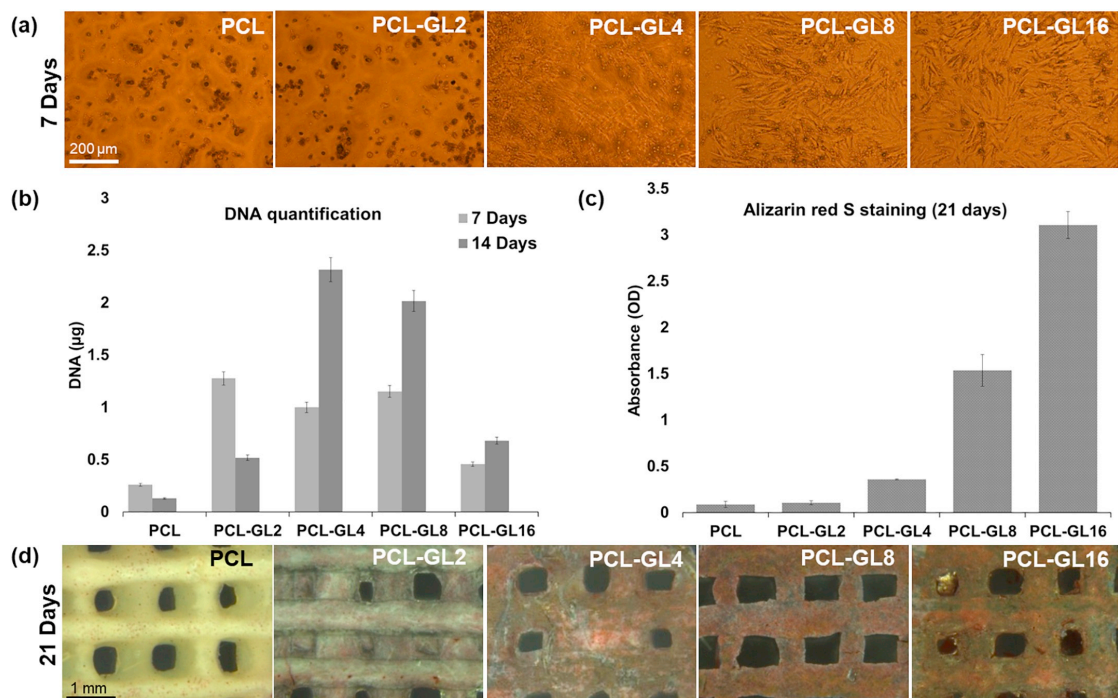 (a)
7 Days
PCL
PCL-GL2
PCL-GL4
PCL-GL8
PCL-GL16
200 µm
(b)
DNA quantification
7 Days
14 Days
DNA (µg)
3
2.5
2
1.5
1
0.5
0
PCL
PCL-GL2
PCL-GL4
PCL-GL8
PCL-GL16
(c)
Alizarin red S staining (21 days)
Absorbance (OD)
3.5
3
2.5
2
1.5
1
0.5
0
PCL
PCL-GL2
PCL-GL4
PCL-GL8
PCL-GL16
(d)
21 Days
PCL
PCL-GL2
PCL-GL4
PCL-GL8
PCL-GL16
1 mm